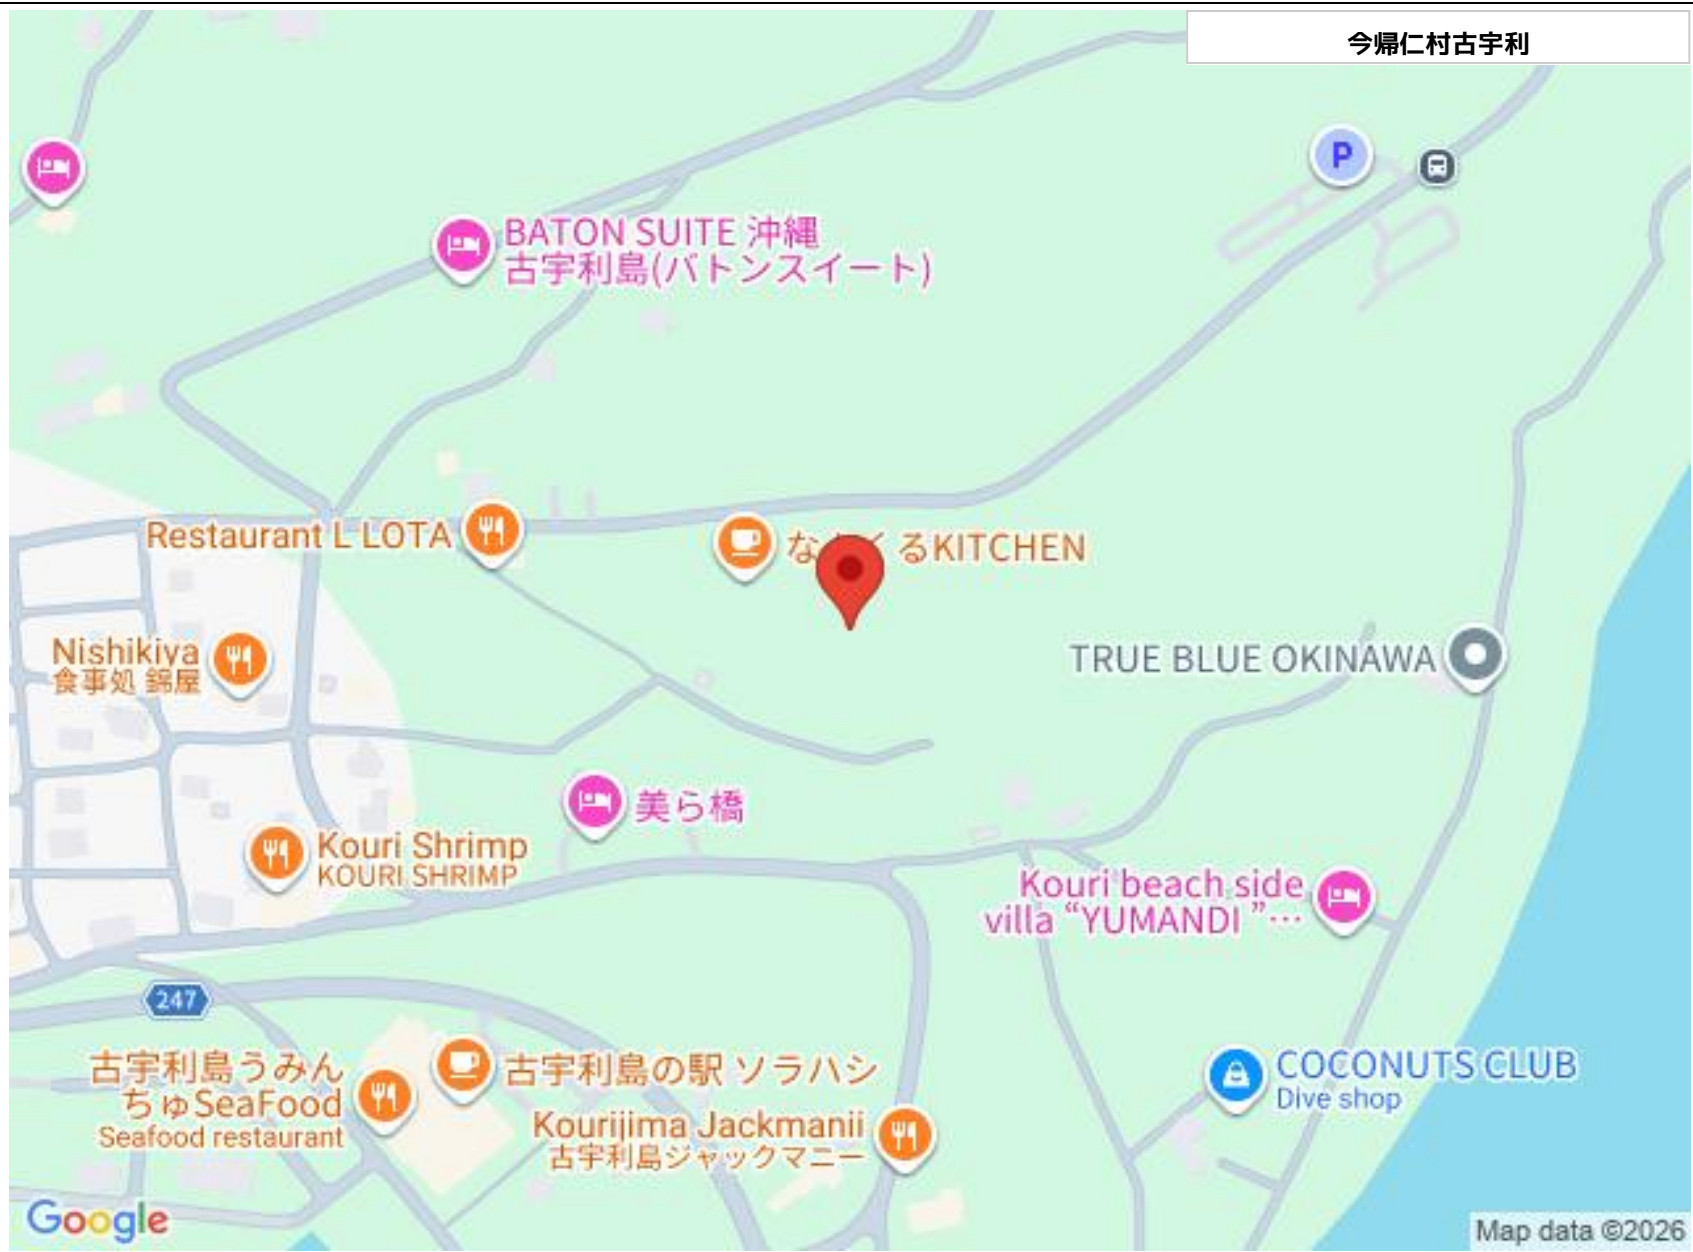 今帰仁村古宇利
BATON SUITE 沖縄
古宇利島(バトンスイート)
P
Restaurant L LOTA
るKITCHEN
Nishikiya
食事処 錦屋
TRUE BLUE OKINAWA
美ら橋
Kouri Shrimp
KOURI SHRIMP
Kouri beach side
villa “YUMANDI ”…
247
古宇利島うみん
ちゅSeaFood
Seafood restaurant
古宇利島の駅 ソラハシ
COCONUTS CLUB
Dive shop
Kourijima Jackmanii
古宇利島ジャックマニー
Google
Map data ©2026